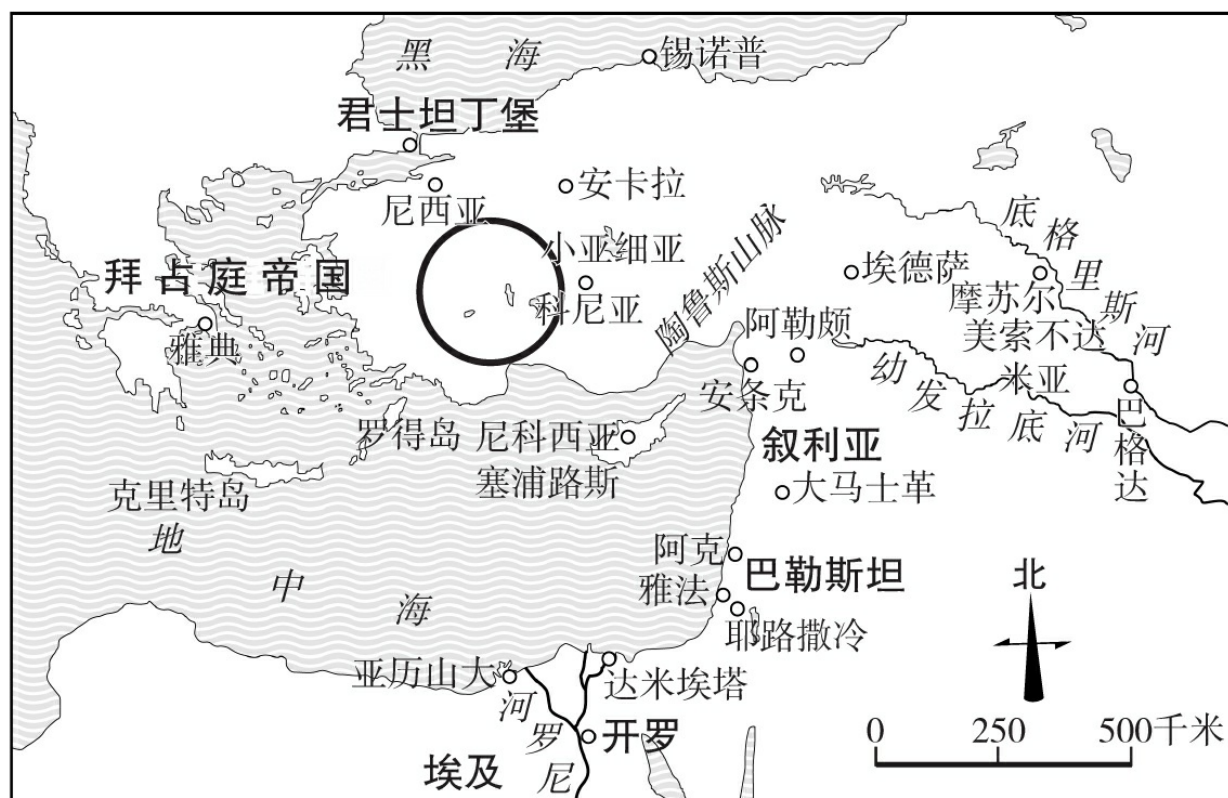 黑海
锡诺普
君士坦丁堡
尼西亚
安卡拉
小亚细亚
科尼亚
陶鲁斯山脉
拜占庭帝国
雅典
埃德萨
底格里斯河
摩苏尔
美索不达
米亚
阿勒颇
安条克
幼发拉底河
巴格达
罗得岛
尼科西亚
塞浦路斯
叙利亚
大马士革
克里特岛
地中海
阿克
巴勒斯坦
雅法
耶路撒冷
北
亚历山大
达米埃塔
河罗尼
开罗
埃及
0 250 500千米